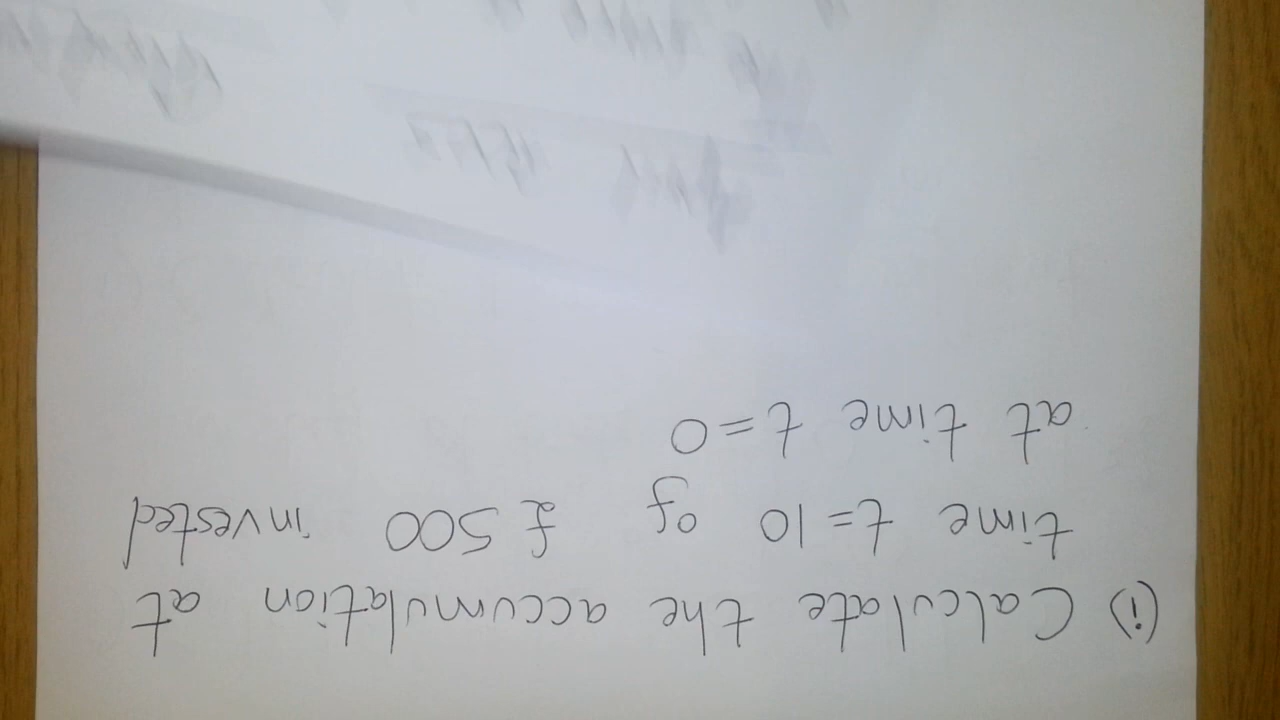 (i) Calculate the accumulation at
time t=10 of £500 invested
at time t=0